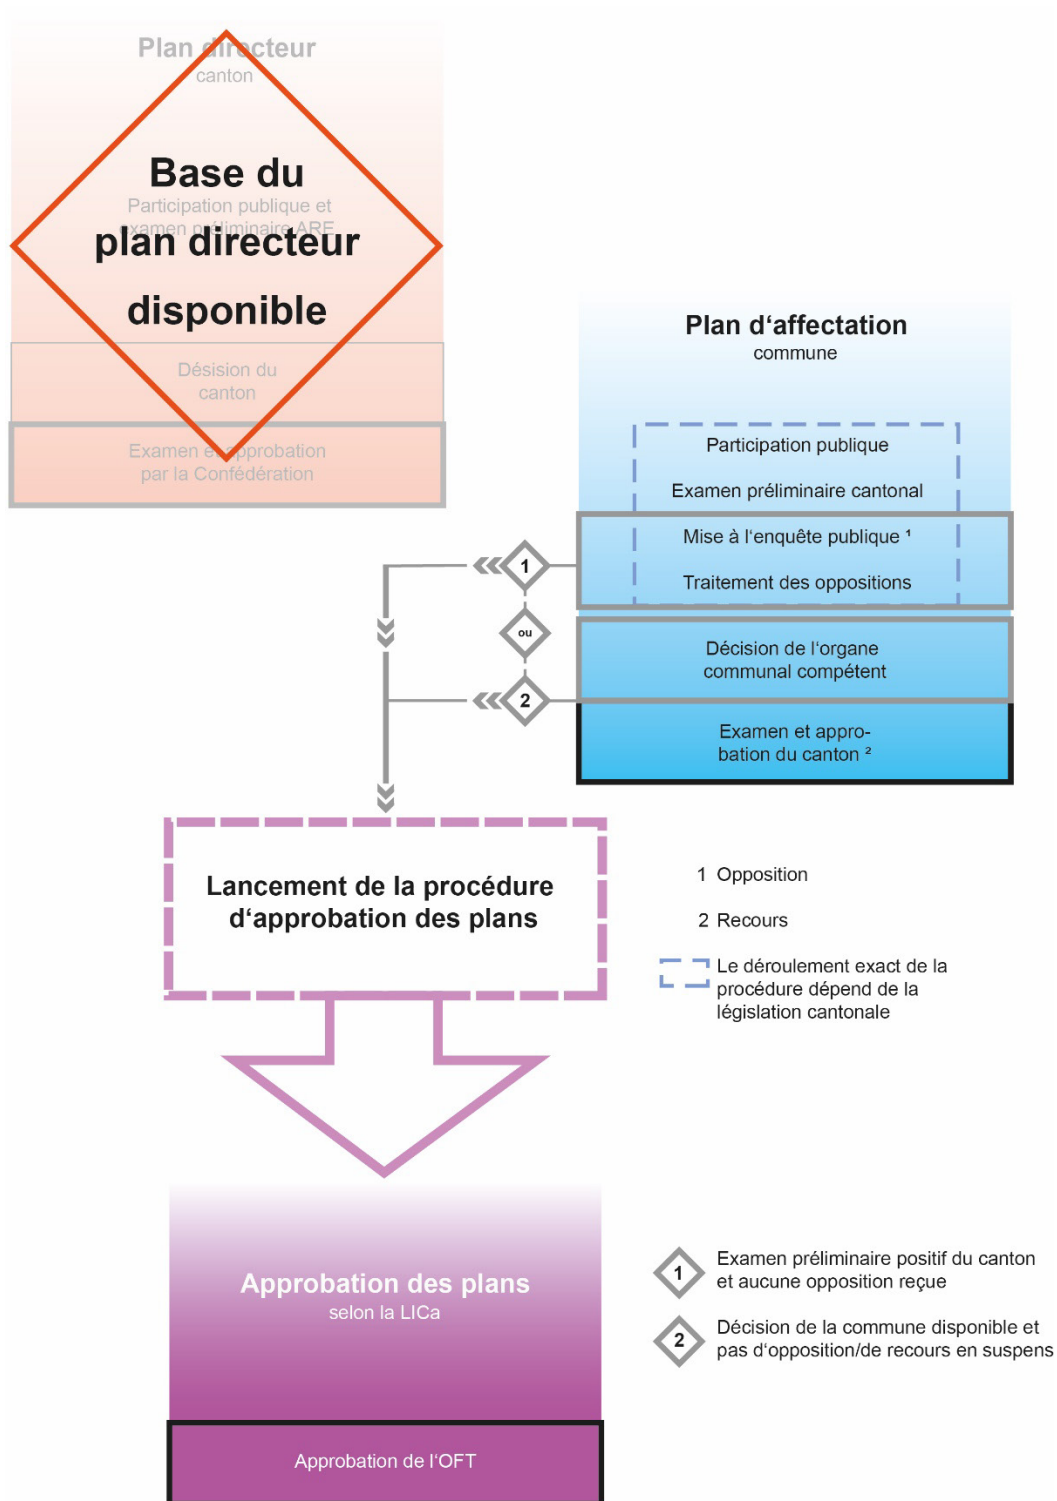 Plan directeur
canton
Base du
Participation publique et
examen préliminaire ARE
plan directeur
disponible
Désision du
canton
Examen et approbation
par la Confédération
Plan d‘affectation
commune
Participation publique
Examen préliminaire cantonal
Mise à l‘enquête publique ¹
Traitement des oppositions
1
ou
2
Décision de l‘organe
communal compétent
Examen et appro-
bation du canton ²
Lancement de la procédure
d‘approbation des plans
1 Opposition
2 Recours
Le déroulement exact de la
procédure dépend de la
législation cantonale
Approbation des plans
selon la LICa
Approbation de l‘OFT
1 Examen préliminaire positif du canton
et aucune opposition reçue
2 Décision de la commune disponible et
pas d‘opposition/de recours en suspens